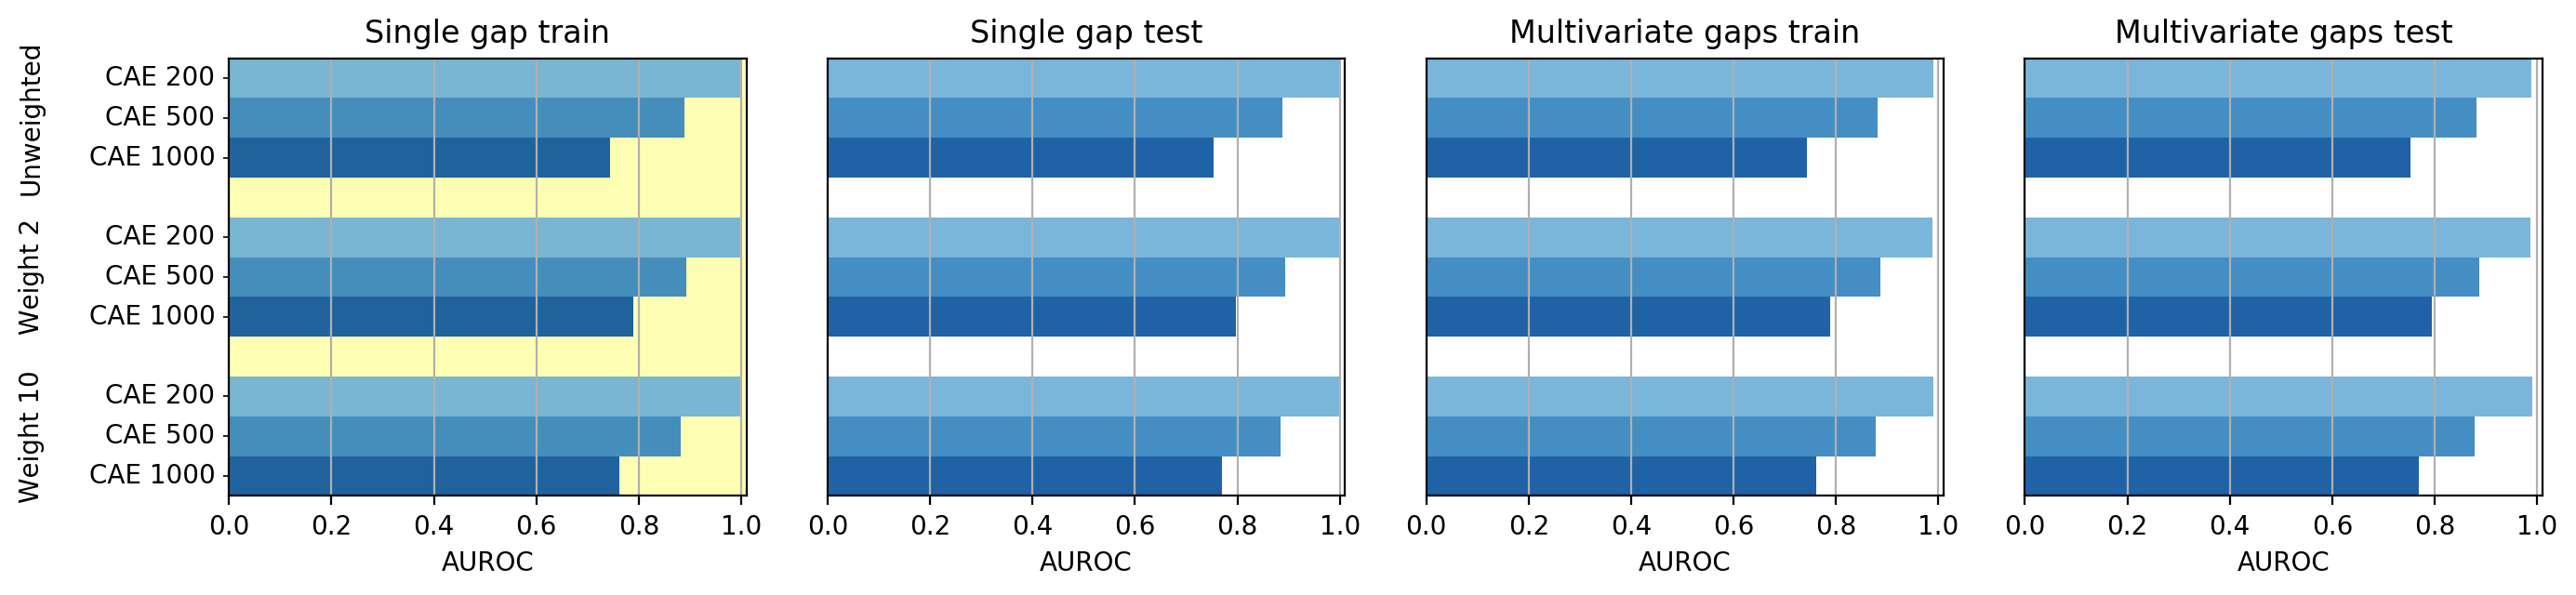 Single gap train
Single gap test
Multivariate gaps train
Multivariate gaps test
Unweighted
CAE 200
CAE 500
CAE 1000
Weight 2
CAE 200
CAE 500
CAE 1000
Weight 10
CAE 200
CAE 500
CAE 1000
0.0 0.2 0.4 0.6 0.8 1.0
0.0 0.2 0.4 0.6 0.8 1.0
0.0 0.2 0.4 0.6 0.8 1.0
0.0 0.2 0.4 0.6 0.8 1.0
AUROC
AUROC
AUROC
AUROC